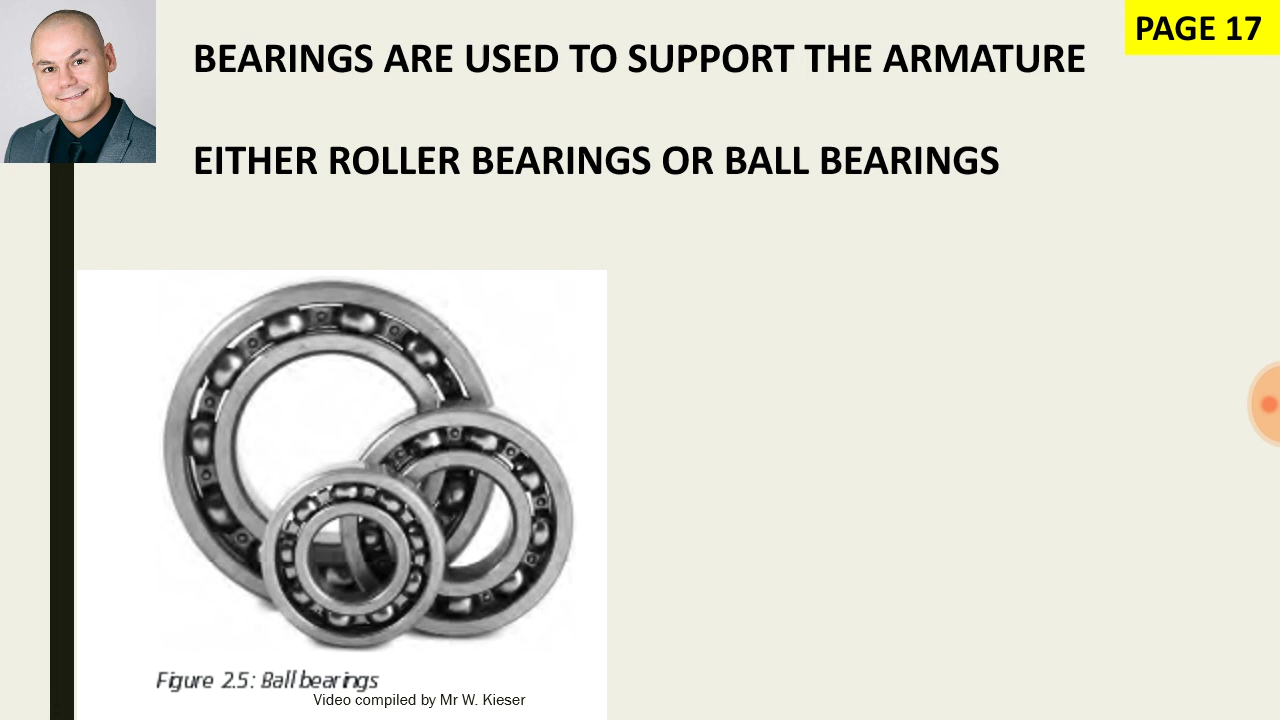 PAGE 17
BEARINGS ARE USED TO SUPPORT THE ARMATURE
EITHER ROLLER BEARINGS OR BALL BEARINGS
Figure 2.5: Ball bearings
Video compiled by Mr W. Kieser